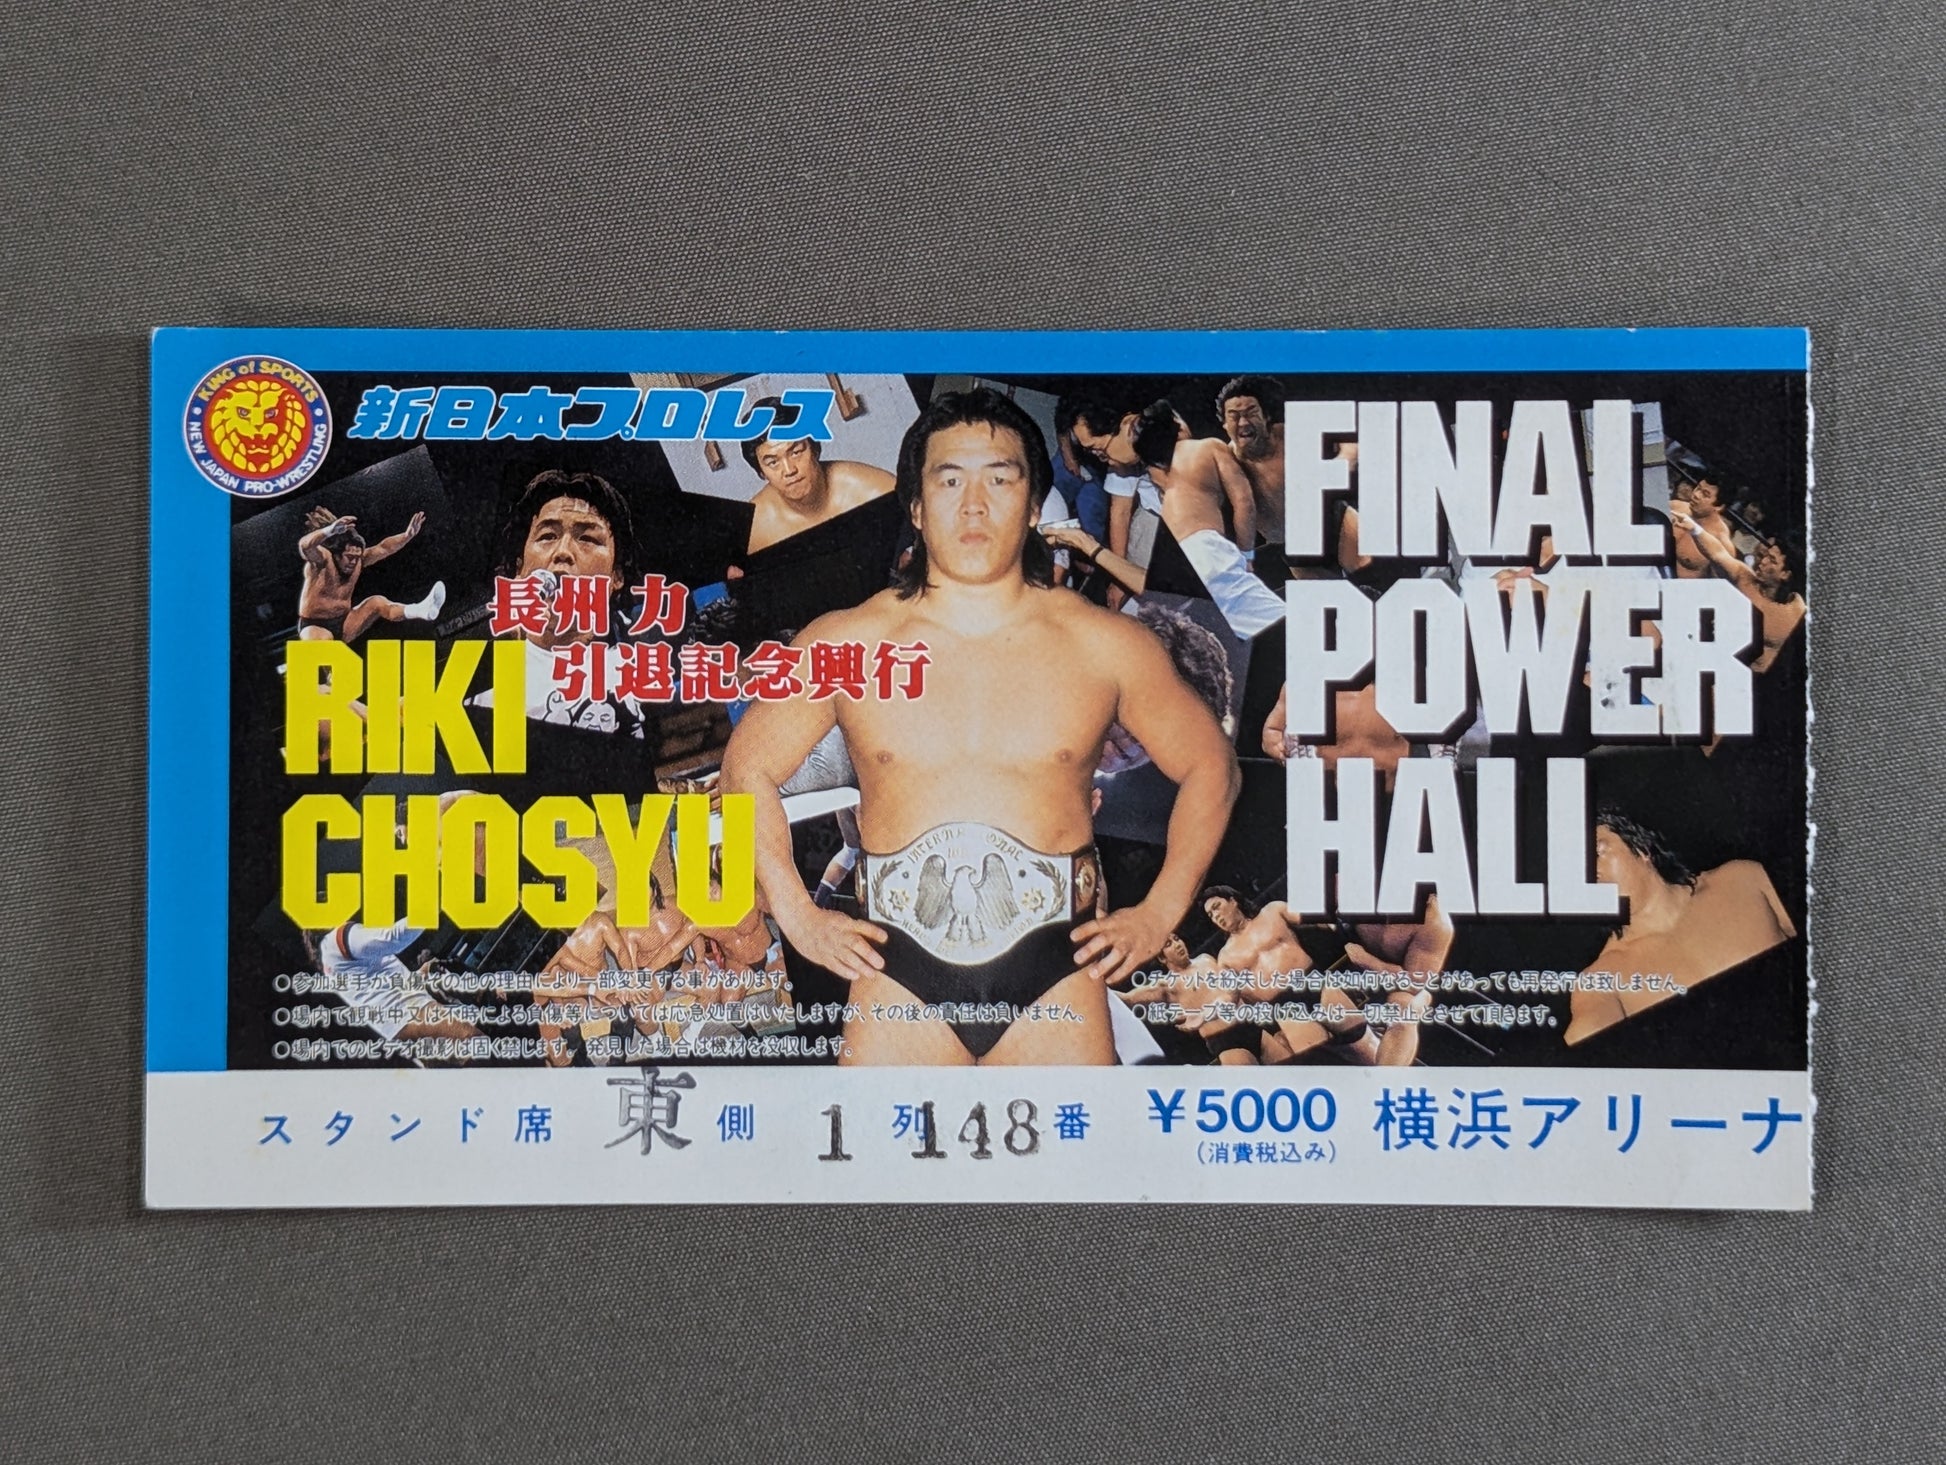 KING of SPORTS
NEW JAPAN PRO-WRESTLING
新日本プロレス
長州 力
引退記念興行
RIKI
CHOSYU
FINAL
POWER
HALL
○参加選手が負傷その他の理由により一部変更する事があります。
○場内で観戦中又は不時による負傷等については応急処置はいたしますが、その後の責任は負いません。
○場内でのビデオ撮影は固く禁じます。発見した場合は機材を没収します。
○チケットを紛失した場合は如何なることがあっても再発行は致しません。
○紙テープ等の投げ込みは一切禁止とさせて頂きます。
スタンド席 東 側 1 列 148 番 ¥5000 横浜アリーナ
(消費税込み)